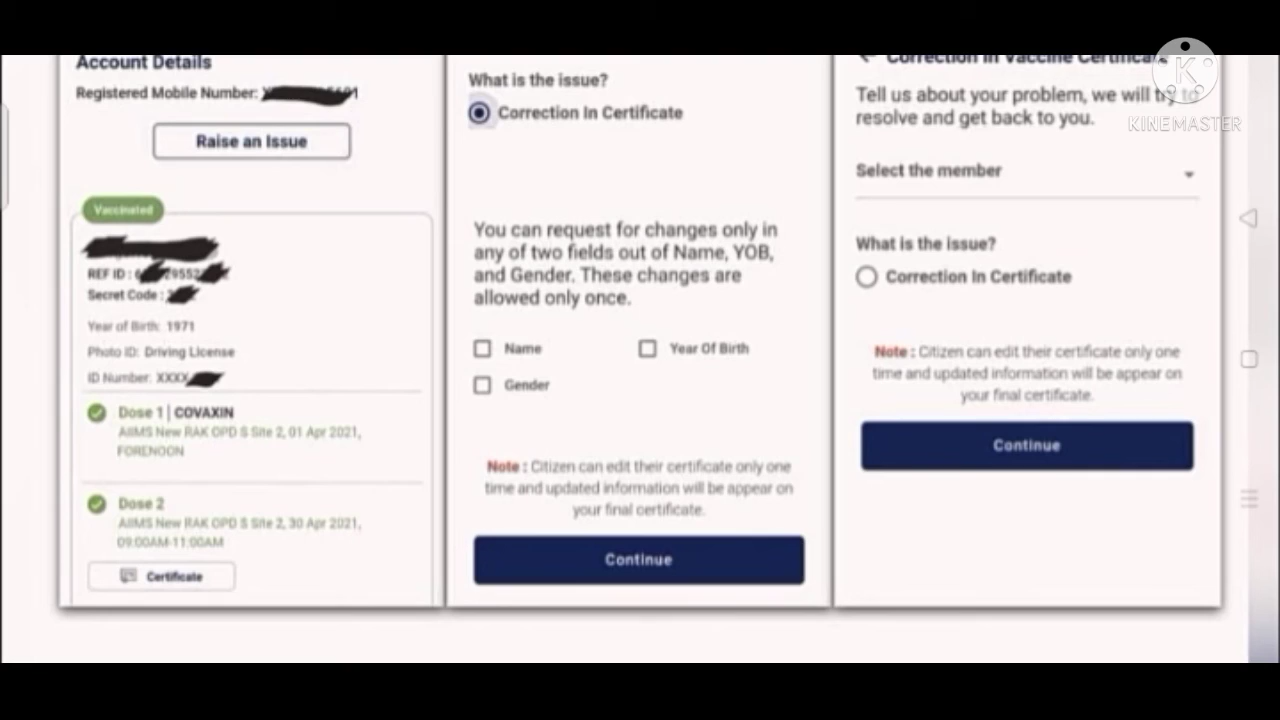 Account Details
Registered Mobile Number:
Raise an Issue
Vaccinated
REF ID :
Secret Code :
Year of Birth: 1971
Photo ID: Driving License
ID Number: XXXX
Dose 1 | COVAXIN
AIIMS New RAK OPD S Site 2, 01 Apr 2021,
FORENOON
Dose 2
AIIMS New RAK OPD S Site 2, 30 Apr 2021,
09:00AM-11:00AM
Certificate
What is the issue?
Correction In Certificate
You can request for changes only in
any of two fields out of Name, YOB,
and Gender. These changes are
allowed only once.
Name
Year Of Birth
Gender
Note : Citizen can edit their certificate only one
time and updated information will be appear on
your final certificate.
Continue
Correction In Vaccine Certificate
Tell us about your problem, we will try to
resolve and get back to you.
Select the member
What is the issue?
Correction In Certificate
Note : Citizen can edit their certificate only one
time and updated information will be appear on
your final certificate.
Continue
K
KINEMASTER